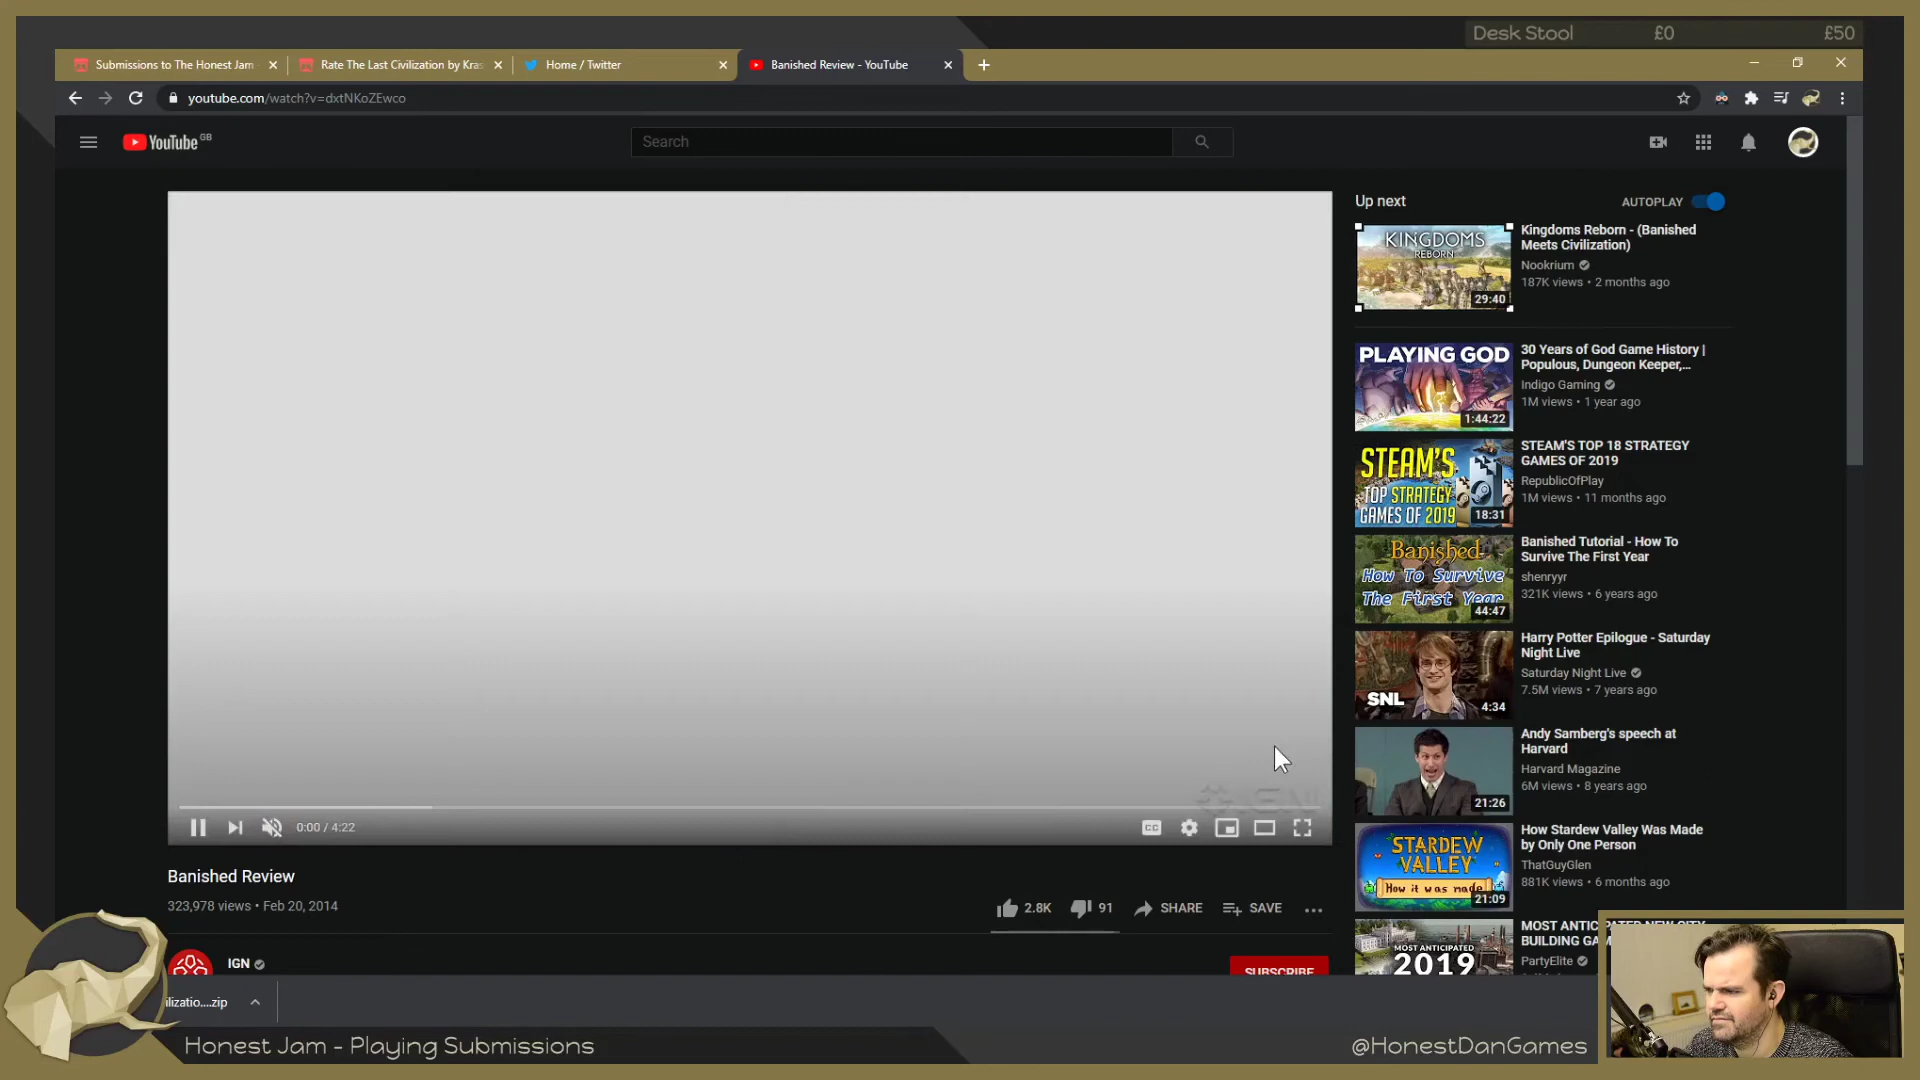 Desk Stool £0 £50
Submissions to The Honest Jam
Rate The Last Civilization by Kras
Home / Twitter
Banished Review - YouTube
youtube.com/watch?v=dxtNKoZEwco
YouTube GB
Search
Up next
AUTOPLAY
KINGDOMS
REBORN
29:40
Kingdoms Reborn - (Banished
Meets Civilization)
Nookrium
187K views • 2 months ago
PLAYING GOD
1:44:22
30 Years of God Game History |
Populous, Dungeon Keeper,...
Indigo Gaming
1M views • 1 year ago
STEAM'S
TOP STRATEGY
GAMES OF 2019
18:31
STEAM'S TOP 18 STRATEGY
GAMES OF 2019
RepublicOfPlay
1M views • 11 months ago
Banished
How To Survive
The First Year
44:47
Banished Tutorial - How To
Survive The First Year
shenryyr
321K views • 6 years ago
SNL
4:34
Harry Potter Epilogue - Saturday
Night Live
Saturday Night Live
7.5M views • 7 years ago
21:26
Andy Samberg's speech at
Harvard
Harvard Magazine
6M views • 8 years ago
STARDEW
VALLEY
How it was made
21:09
How Stardew Valley Was Made
by Only One Person
ThatGuyGlen
881K views • 6 months ago
MOST ANTICIPATED
2019
PartyElite
IGN
0:00 / 4:22
CC
Banished Review
323,978 views • Feb 20, 2014
2.8K
91
SHARE
SAVE
IGN
SUBSCRIBE
ilizatio....zip
Honest Jam - Playing Submissions
@HonestDanGames